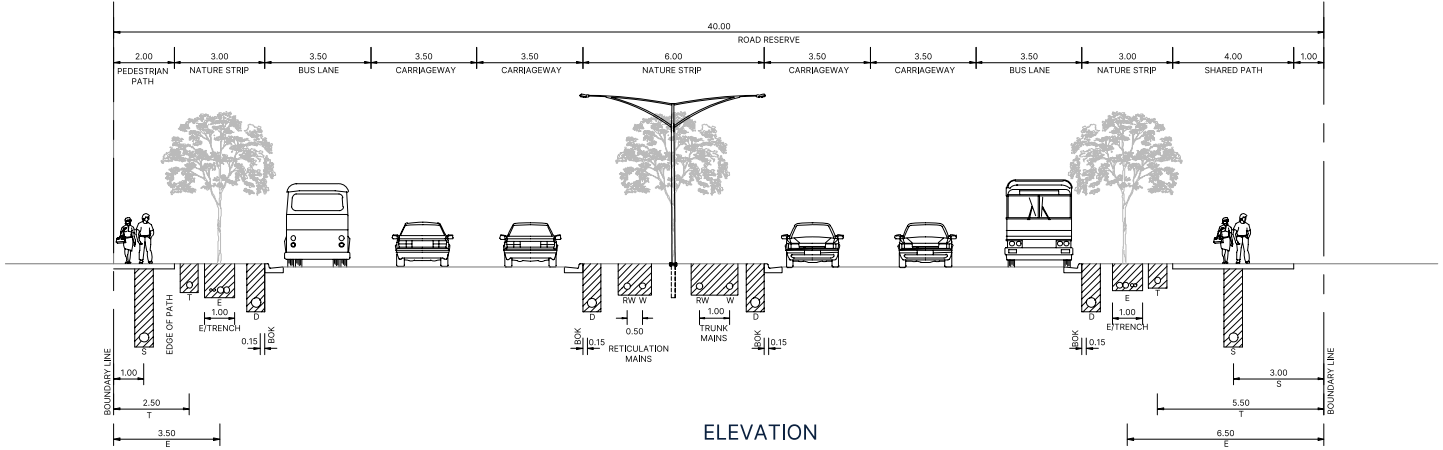 40.00
ROAD RESERVE
2.00 3.00 3.50 3.50 3.50 6.00 3.50 3.50 3.50 3.00 4.00 1.00
PEDESTRIAN PATH NATURE STRIP BUS LANE CARRIAGEWAY CARRIAGEWAY NATURE STRIP CARRIAGEWAY CARRIAGEWAY BUS LANE NATURE STRIP SHARED PATH
T E D D RW W RW W D D E T
1.00
E/TRENCH
EDGE OF PATH
0.15
BOK
S
BOK
0.15
0.50
RETICULATION
MAINS
1.00
TRUNK
MAINS
BOK
0.15
BOK
0.15
1.00
E/TRENCH
S
BOUNDARY LINE
1.00
2.50
T
3.50
E
3.00
S
5.50
T
6.50
E
BOUNDARY LINE
ELEVATION